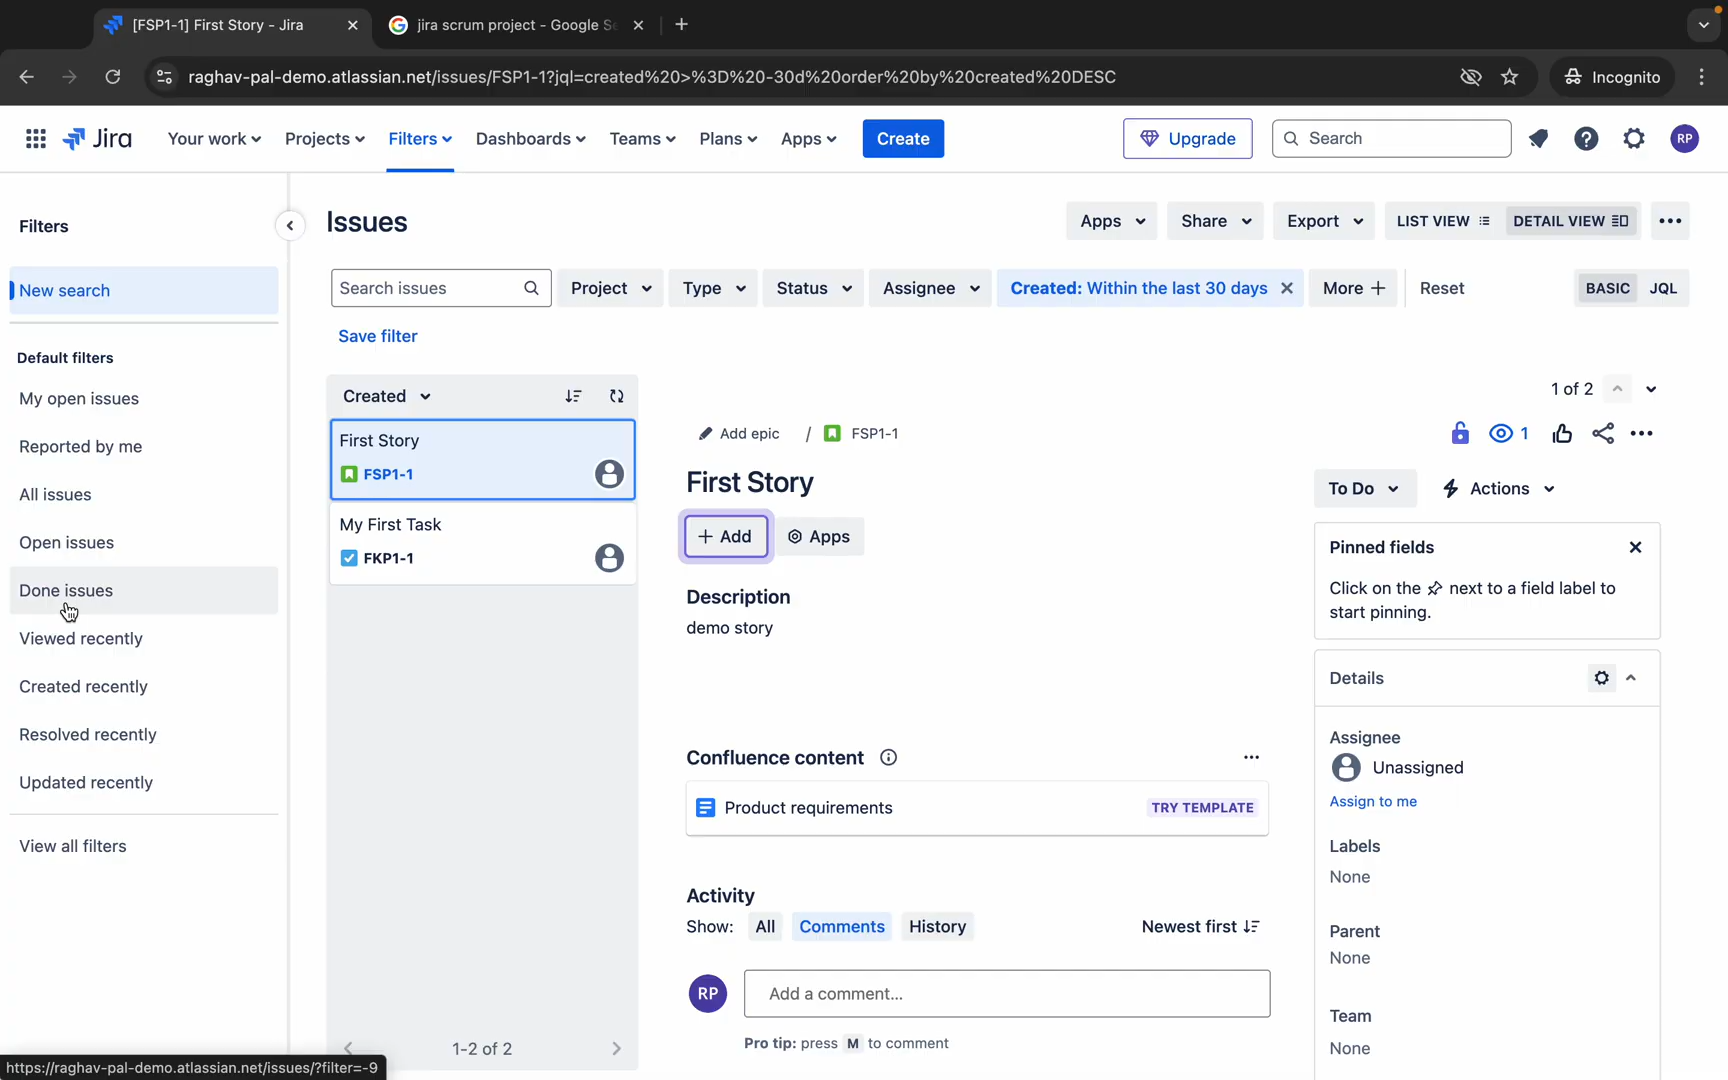 [FSP1-1] First Story - Jira
jira scrum project - Google Se
raghav-pal-demo.atlassian.net/issues/FSP1-1?jql=created%20>%3D%20-30d%20order%20by%20created%20DESC
Incognito
Jira
Your work
Projects
Filters
Dashboards
Teams
Plans
Apps
Create
Upgrade
Search
RP
Filters
New search
Default filters
My open issues
Reported by me
All issues
Open issues
Done issues
Viewed recently
Created recently
Resolved recently
Updated recently
View all filters
Issues
Apps
Share
Export
LIST VIEW
DETAIL VIEW
Search issues
Project
Type
Status
Assignee
Created: Within the last 30 days
More
Reset
BASIC
JQL
Save filter
Created
First Story
FSP1-1
My First Task
FKP1-1
1-2 of 2
1 of 2
Add epic / FSP1-1
1
First Story
+ Add
Apps
Description
demo story
Confluence content
Product requirements
TRY TEMPLATE
Activity
Show: All Comments History
Newest first
RP
Add a comment...
Pro tip: press M to comment
To Do
Actions
Pinned fields
Click on the next to a field label to
start pinning.
Details
Assignee
Unassigned
Assign to me
Labels
None
Parent
None
Team
None
https://raghav-pal-demo.atlassian.net/issues/?filter=-9